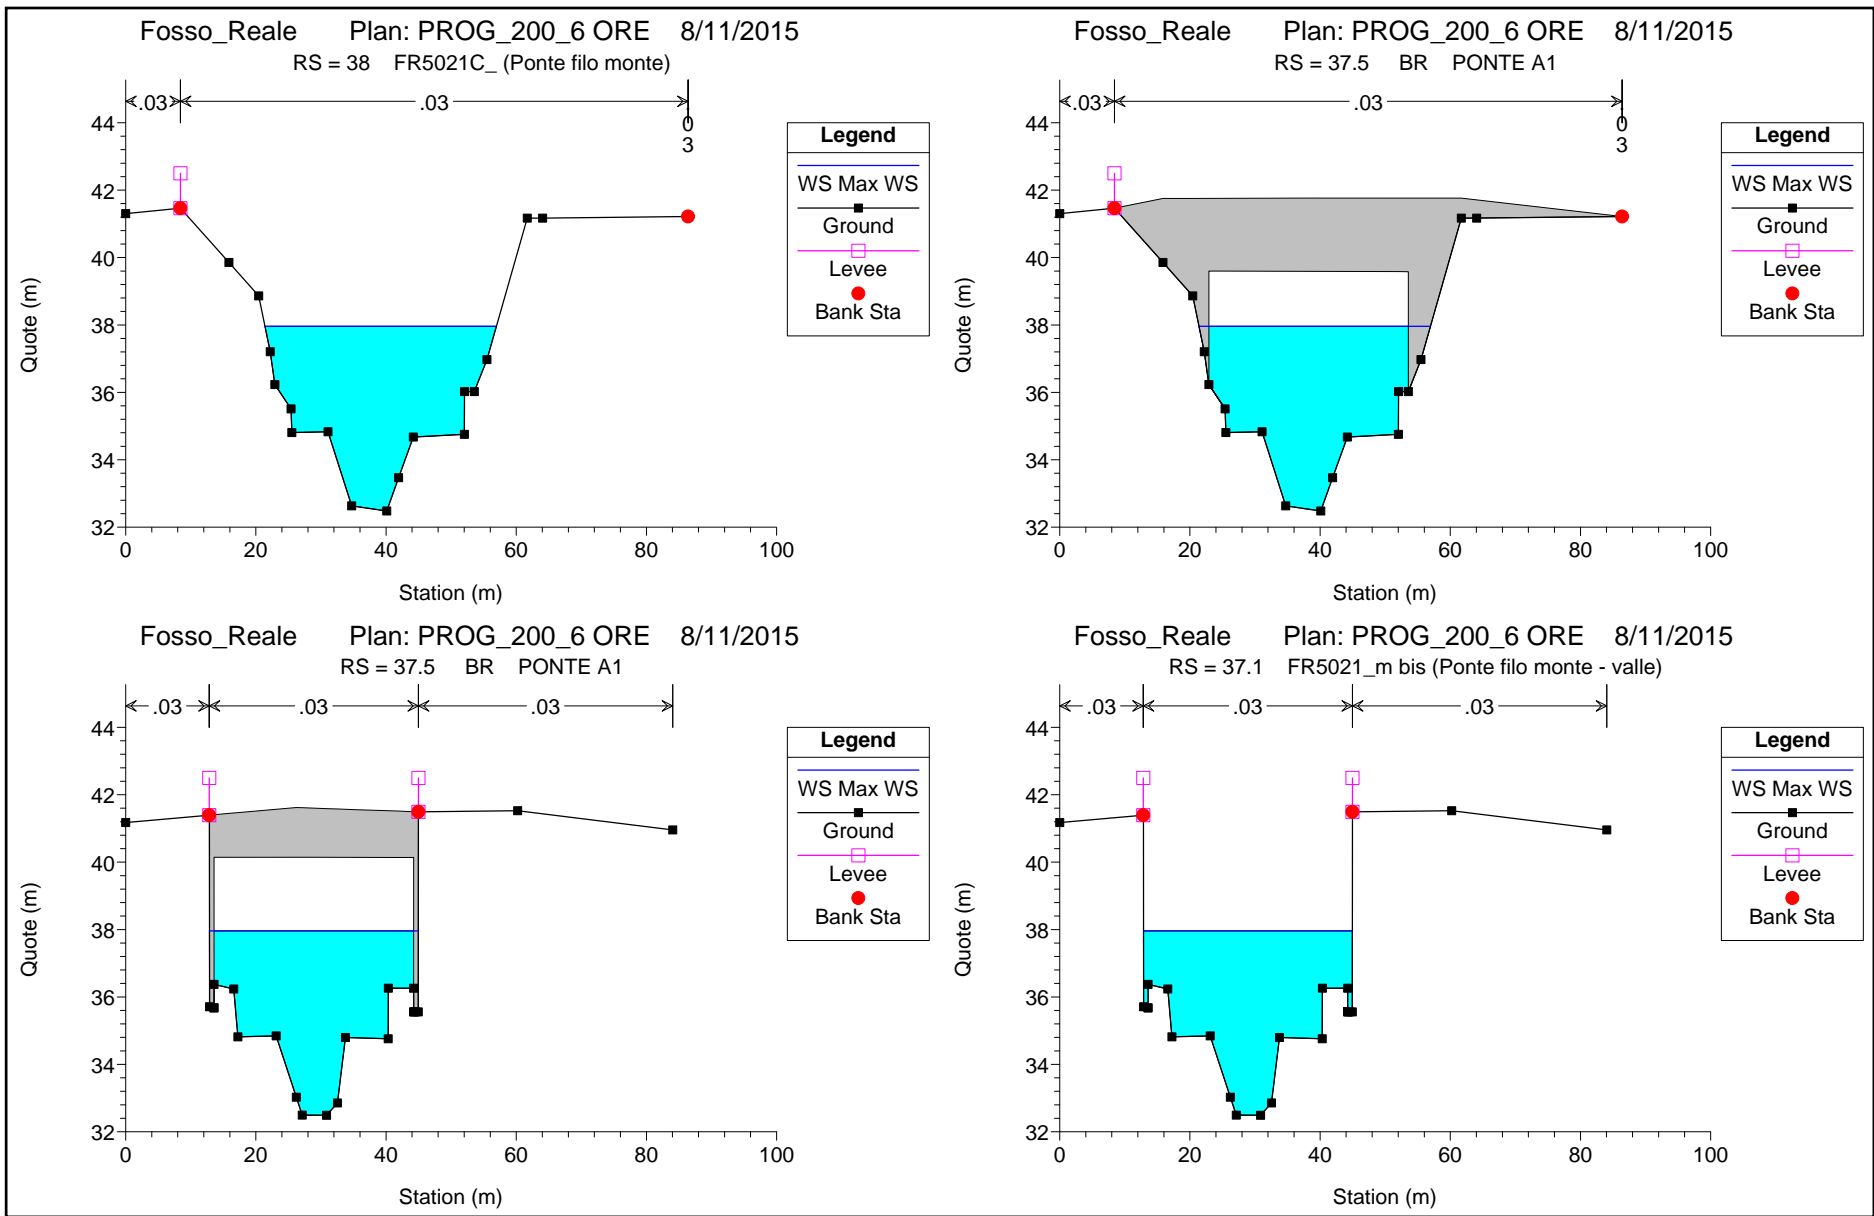 Fosso_Reale Plan: PROG_200_6 ORE 8/11/2015
RS = 38 FR5021C_ (Ponte filo monte)
.03 .03 .03
44
42
40
38
36
34
32
0 20 40 60 80 100
Quote (m)
Station (m)
Legend
WS Max WS
Ground
Levee
Bank Sta
Fosso_Reale Plan: PROG_200_6 ORE 8/11/2015
RS = 37.5 BR PONTE A1
.03 .03 .03
44
42
40
38
36
34
32
0 20 40 60 80 100
Quote (m)
Station (m)
Legend
WS Max WS
Ground
Levee
Bank Sta
Fosso_Reale Plan: PROG_200_6 ORE 8/11/2015
RS = 37.5 BR PONTE A1
.03 .03 .03
44
42
40
38
36
34
32
0 20 40 60 80 100
Quote (m)
Station (m)
Legend
WS Max WS
Ground
Levee
Bank Sta
Fosso_Reale Plan: PROG_200_6 ORE 8/11/2015
RS = 37.1 FR5021_m bis (Ponte filo monte - valle)
.03 .03 .03
44
42
40
38
36
34
32
0 20 40 60 80 100
Quote (m)
Station (m)
Legend
WS Max WS
Ground
Levee
Bank Sta